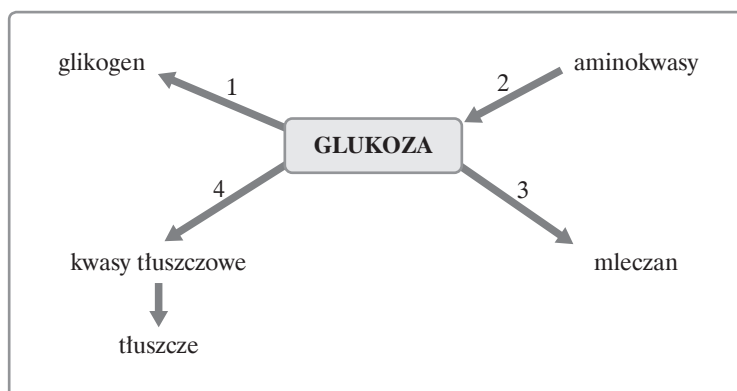 glikogen
aminokwasy
1
2
GLUKOZA
4
3
kwasy tłuszczowe
mleczan
tłuszcze